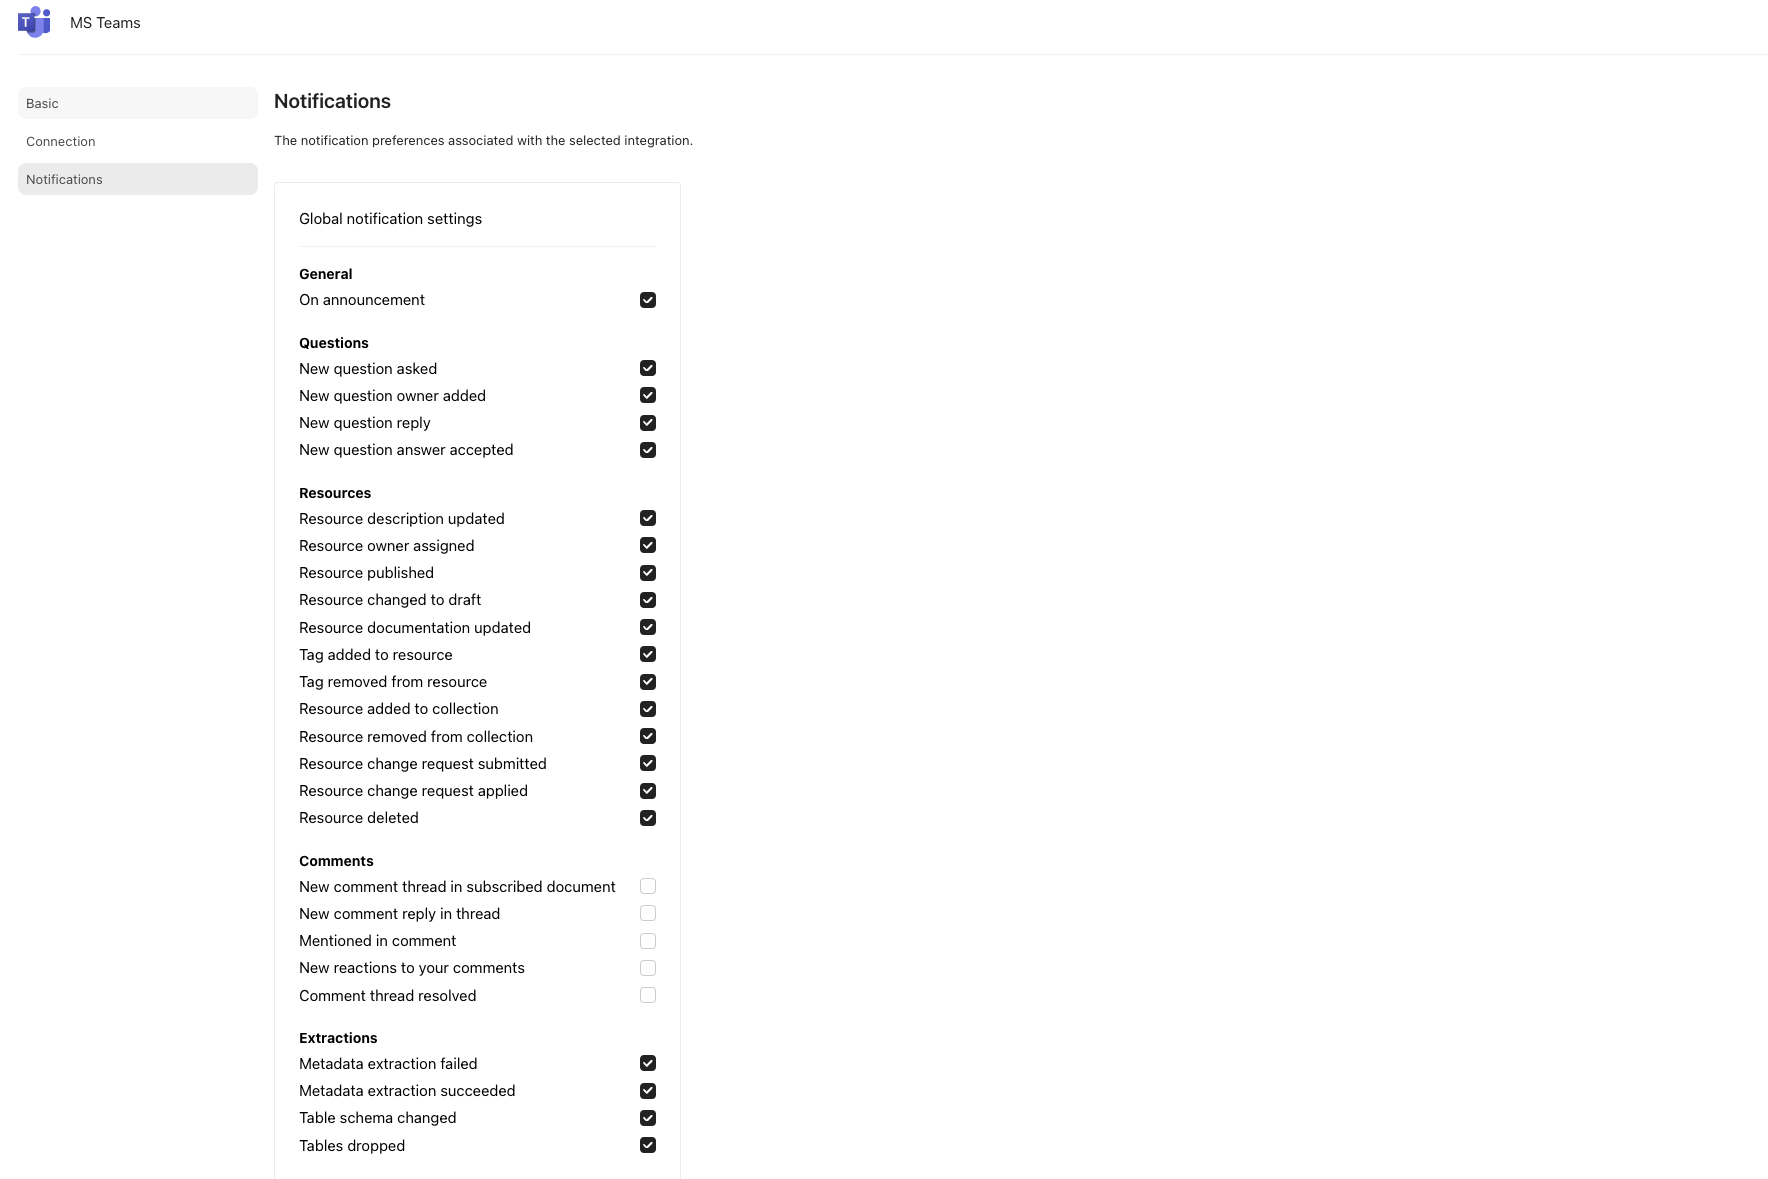 MS Teams
Basic
Connection
Notifications
Notifications
The notification preferences associated with the selected integration.
Global notification settings
General
On announcement
Questions
New question asked
New question owner added
New question reply
New question answer accepted
Resources
Resource description updated
Resource owner assigned
Resource published
Resource changed to draft
Resource documentation updated
Tag added to resource
Tag removed from resource
Resource added to collection
Resource removed from collection
Resource change request submitted
Resource change request applied
Resource deleted
Comments
New comment thread in subscribed document
New comment reply in thread
Mentioned in comment
New reactions to your comments
Comment thread resolved
Extractions
Metadata extraction failed
Metadata extraction succeeded
Table schema changed
Tables dropped